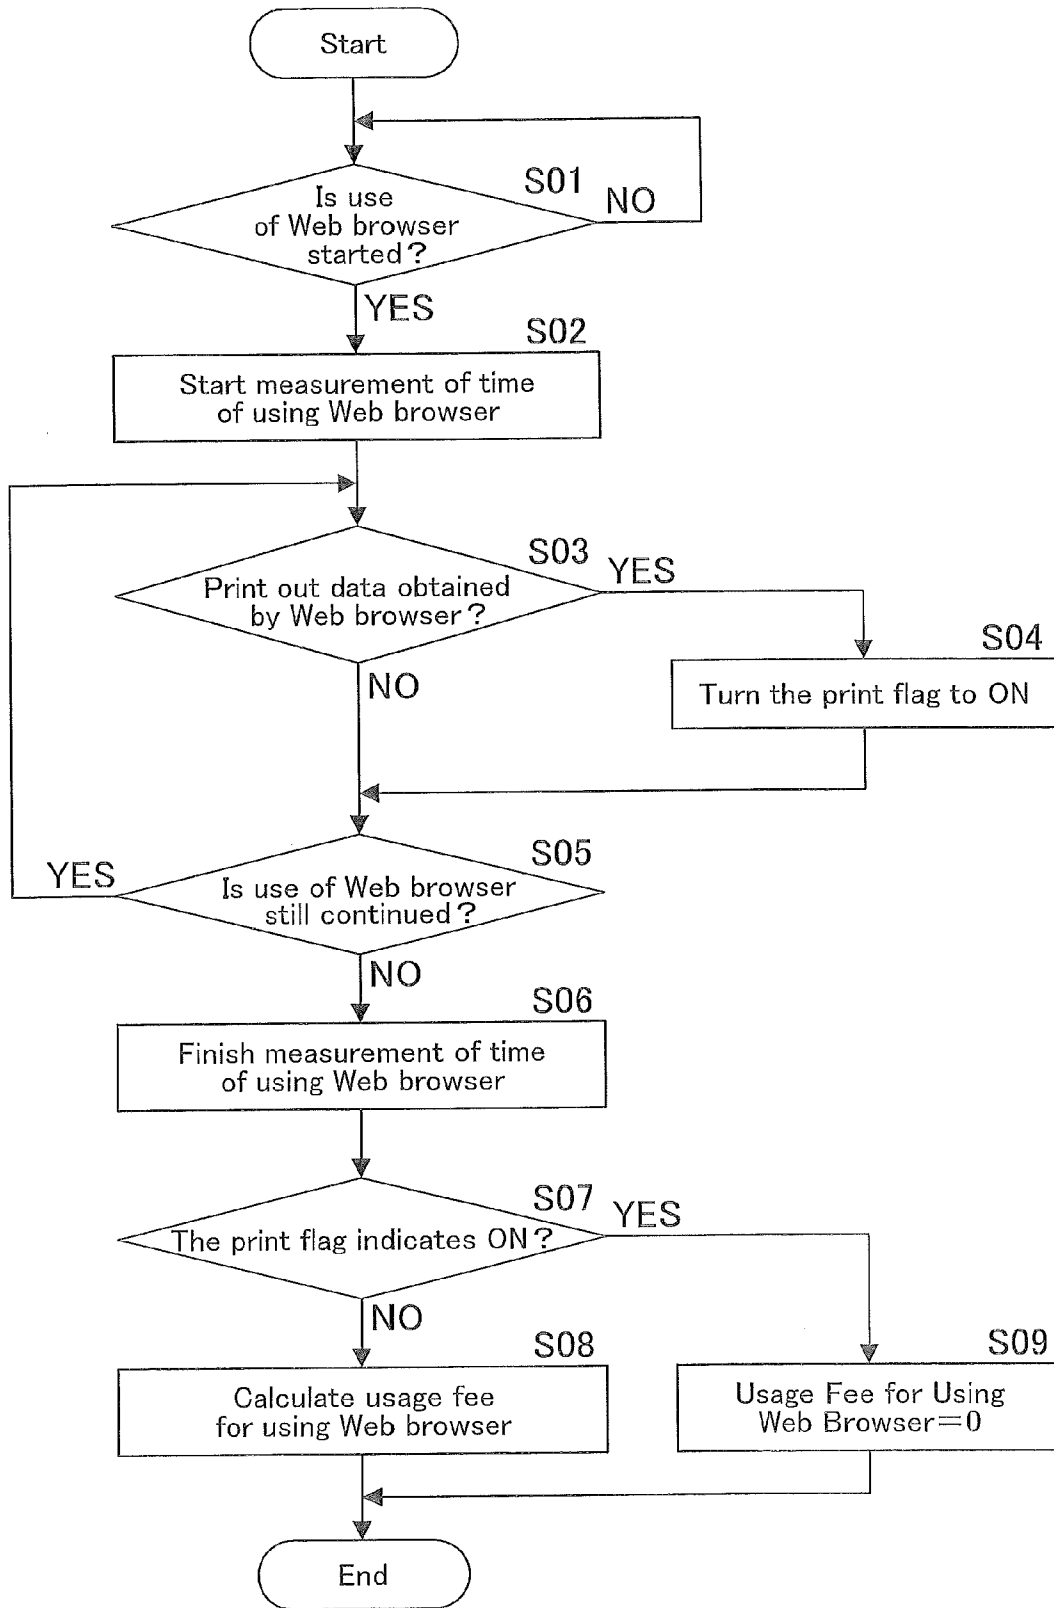 Start
S01
Is use
of Web browser
started?
NO
YES
S02
Start measurement of time
of using Web browser
S03
Print out data obtained
by Web browser?
YES
NO
S04
Turn the print flag to ON
S05
Is use of Web browser
still continued?
YES
NO
S06
Finish measurement of time
of using Web browser
S07
The print flag indicates ON?
YES
NO
S08
Calculate usage fee
for using Web browser
S09
Usage Fee for Using
Web Browser=0
End